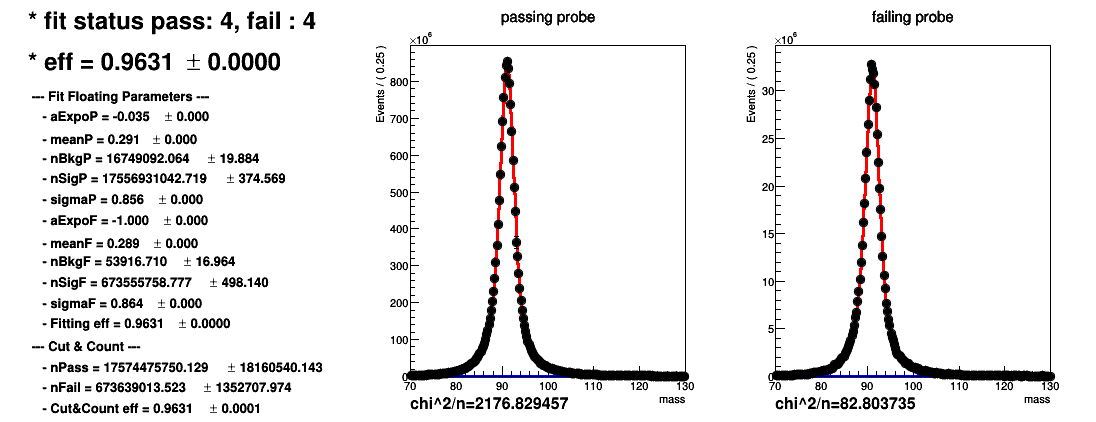 * fit status pass: 4, fail : 4
* eff = 0.9631 ± 0.0000
--- Fit Floating Parameters ---
- aExpoP = -0.035 ± 0.000
- meanP = 0.291 ± 0.000
- nBkgP = 16749092.064 ± 19.884
- nSigP = 17556931042.719 ± 374.569
- sigmaP = 0.856 ± 0.000
- aExpoF = -1.000 ± 0.000
- meanF = 0.289 ± 0.000
- nBkgF = 53916.710 ± 16.964
- nSigF = 673555758.777 ± 498.140
- sigmaF = 0.864 ± 0.000
- Fitting eff = 0.9631 ± 0.0000
--- Cut & Count ---
- nPass = 17574475750.129 ± 18160540.143
- nFail = 673639013.523 ± 1352707.974
- Cut&Count eff = 0.9631 ± 0.0001
passing probe
×10^6
Events / ( 0.25 )
800
700
600
500
400
300
200
100
0
70 80 90 100 110 120 130
mass
chi^2/n=2176.829457
failing probe
×10^6
Events / ( 0.25 )
30
25
20
15
10
5
0
70 80 90 100 110 120 130
mass
chi^2/n=82.803735